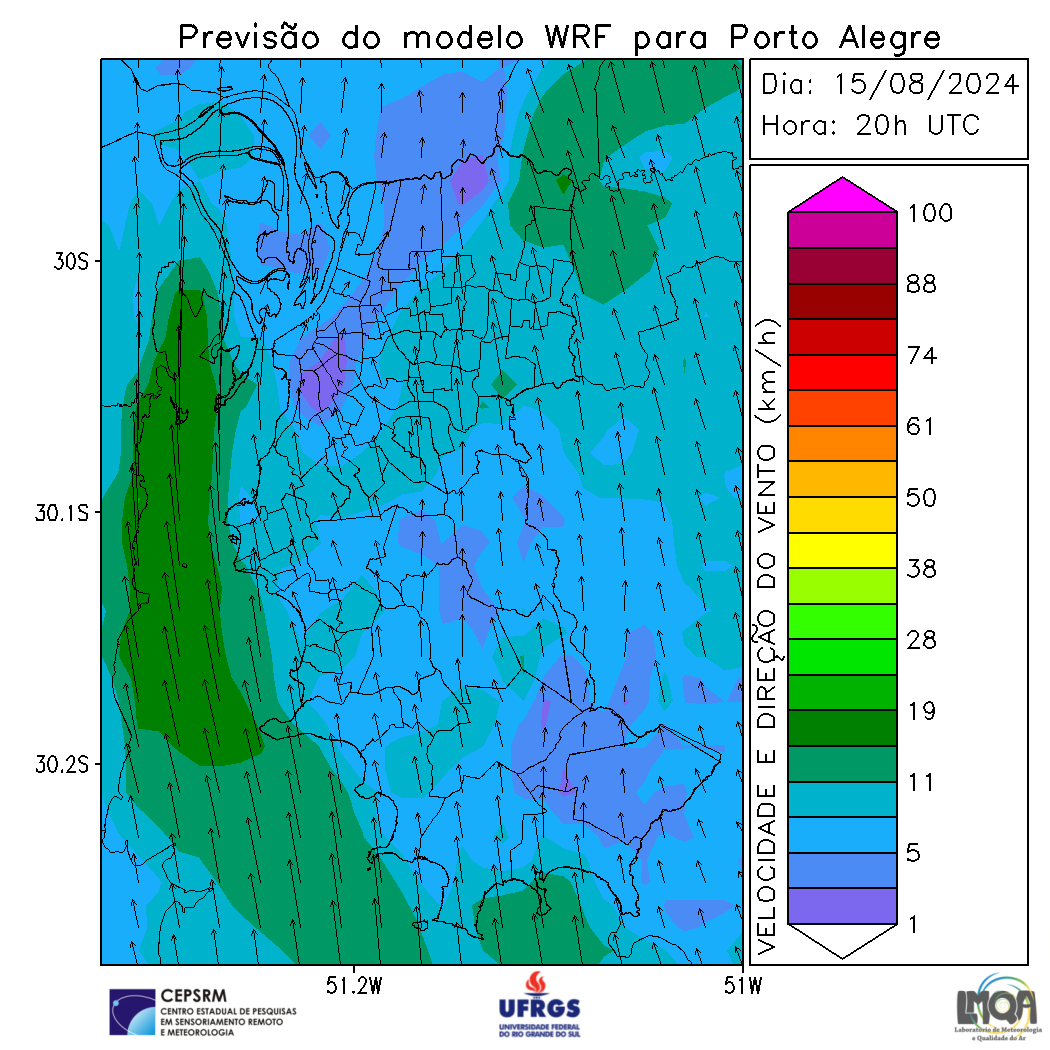 Previsão do modelo WRF para Porto Alegre
Dia: 15/08/2024
Hora: 20h UTC
30S
30.1S
30.2S
51.2W
51W
VELOCIDADE E DIREÇÃO DO VENTO (km/h)
100
88
74
61
50
38
28
19
11
5
1
CEPSRM
CENTRO ESTADUAL DE PESQUISAS
EM SENSORIAMENTO REMOTO
E METEOROLOGIA
UFRGS
UNIVERSIDADE FEDERAL
DO RIO GRANDE DO SUL
LMQA
Laboratório de Meteorologia
e Qualidade do Ar